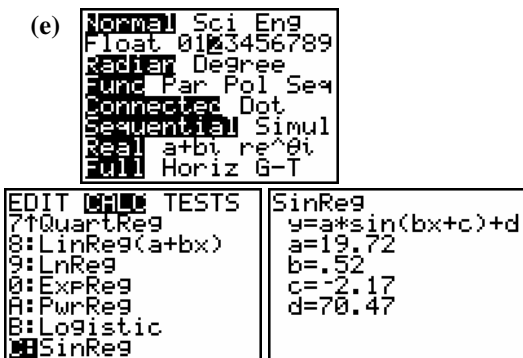 (e)
Normal Sci Eng
Float 0123456789
Radian Degree
Func Par Pol Seq
Connected Dot
Sequential Simul
Real a+bi re^θi
Full Horiz G-T
EDIT CALC TESTS
7↑QuartReg
8:LinReg(a+bx)
9:LnReg
0:ExpReg
A:PwrReg
B:Logistic
C:SinReg
SinReg
y=a*sin(bx+c)+d
a=19.72
b=.52
c=-2.17
d=70.47